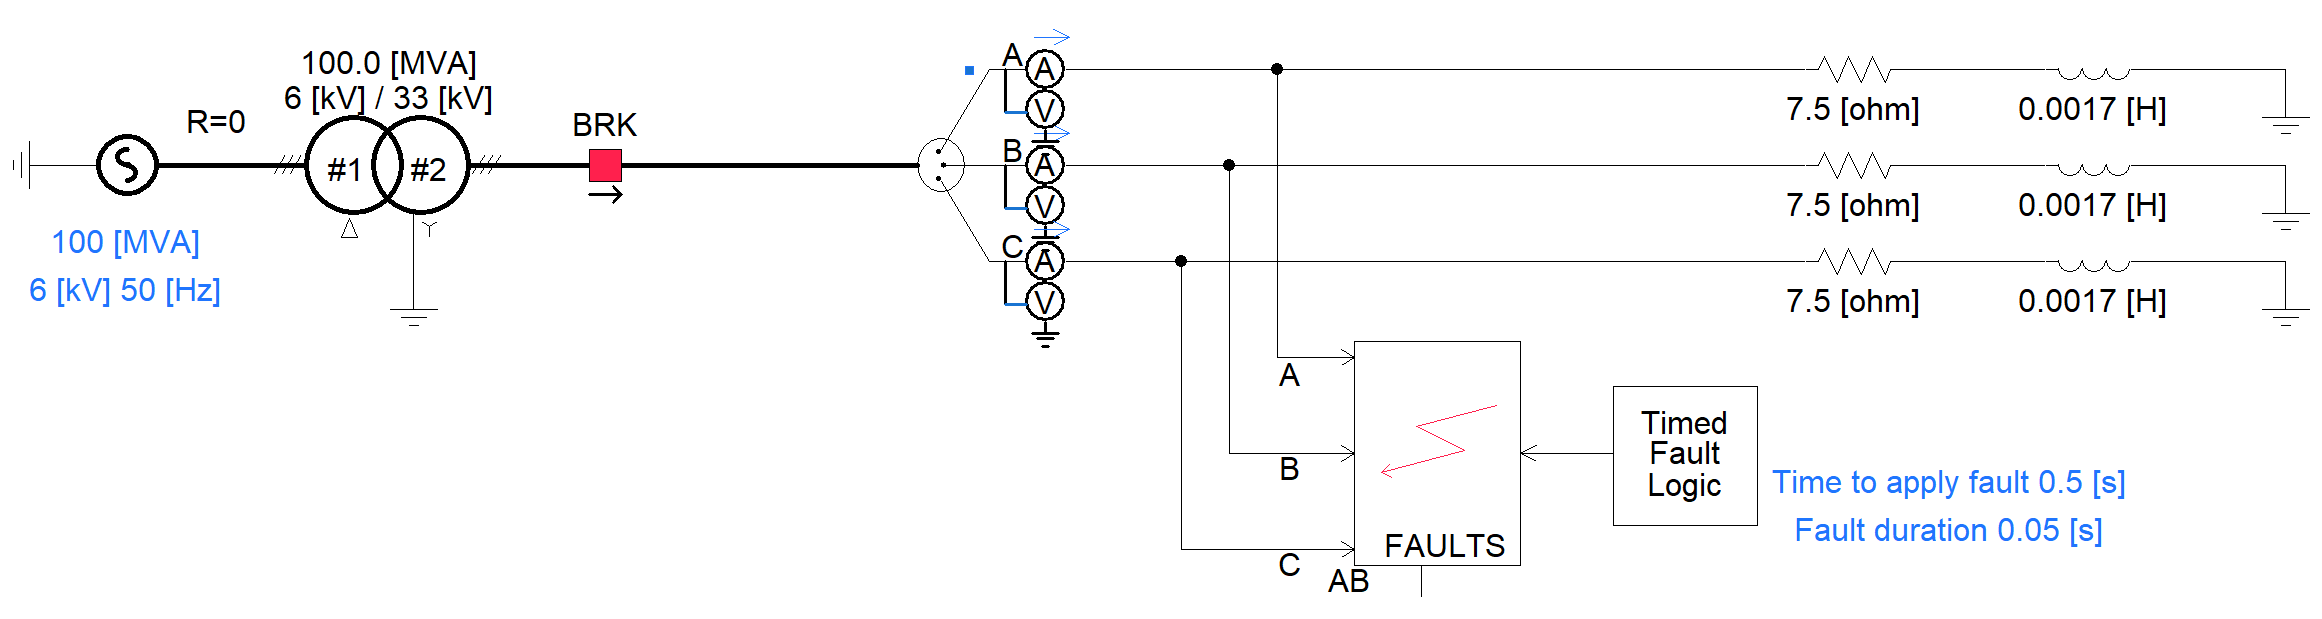 100.0 [MVA]
6 [kV] / 33 [kV]
R=0
#1
#2
BRK
100 [MVA]
6 [kV] 50 [Hz]
A
A
V
B
A
V
C
A
V
7.5 [ohm]
0.0017 [H]
7.5 [ohm]
0.0017 [H]
7.5 [ohm]
0.0017 [H]
A
B
C
AB
FAULTS
Timed
Fault
Logic
Time to apply fault 0.5 [s]
Fault duration 0.05 [s]